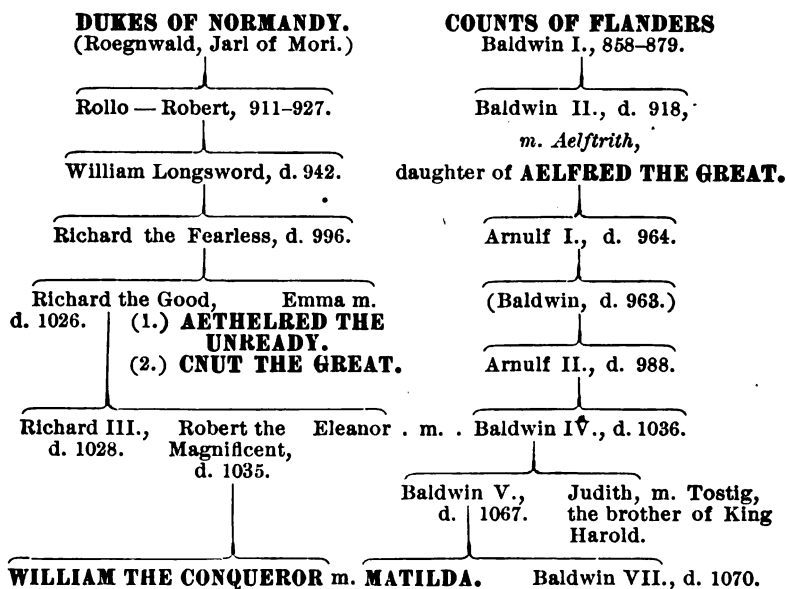 DUKES OF NORMANDY.
(Roegnwald, Jarl of Mori.)
Rollo — Robert, 911–927.
William Longsword, d. 942.
Richard the Fearless, d. 996.
Richard the Good,
d. 1026.
Emma m.
(1.) AETHELRED THE
UNREADY.
(2.) CNUT THE GREAT.
Richard III.,
d. 1028.
Robert the
Magnificent,
d. 1035.
Eleanor . m. .
COUNTS OF FLANDERS
Baldwin I., 858–879.
Baldwin II., d. 918,
m. Aelftrith,
daughter of AELFRED THE GREAT.
Arnulf I., d. 964.
(Baldwin, d. 963.)
Arnulf II., d. 988.
Baldwin IV., d. 1036.
Baldwin V.,
d. 1067.
Judith, m. Tostig,
the brother of King
Harold.
WILLIAM THE CONQUEROR m. MATILDA.
Baldwin VII., d. 1070.